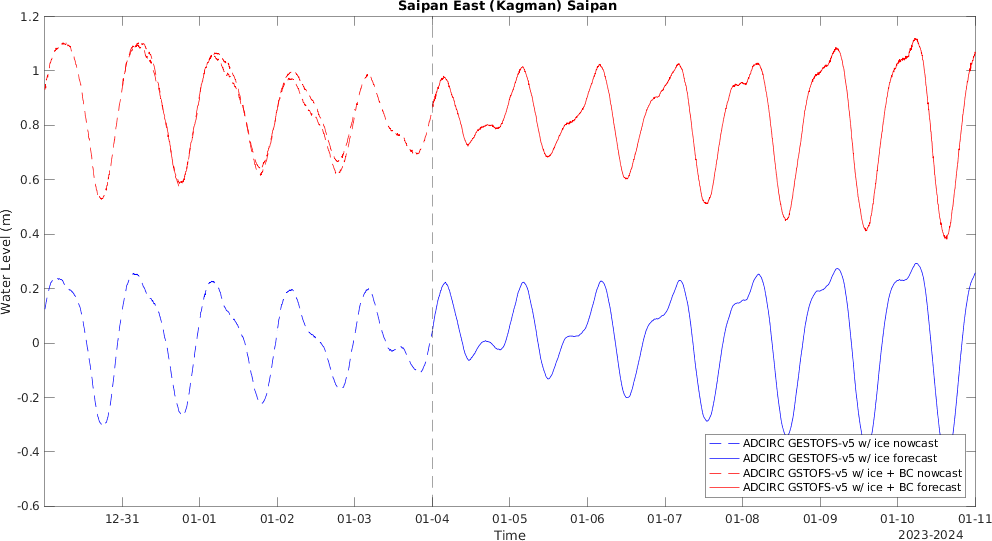 Saipan East (Kagman) Saipan
Water Level (m)
1.2
1
0.8
0.6
0.4
0.2
0
-0.2
-0.4
-0.6
ADCIRC GESTOFS-v5 w/ ice nowcast
ADCIRC GESTOFS-v5 w/ ice forecast
ADCIRC GSTOFS-v5 w/ ice + BC nowcast
ADCIRC GSTOFS-v5 w/ ice + BC forecast
12-31 01-01 01-02 01-03 01-04 01-05 01-06 01-07 01-08 01-09 01-10 01-11
Time
2023-2024